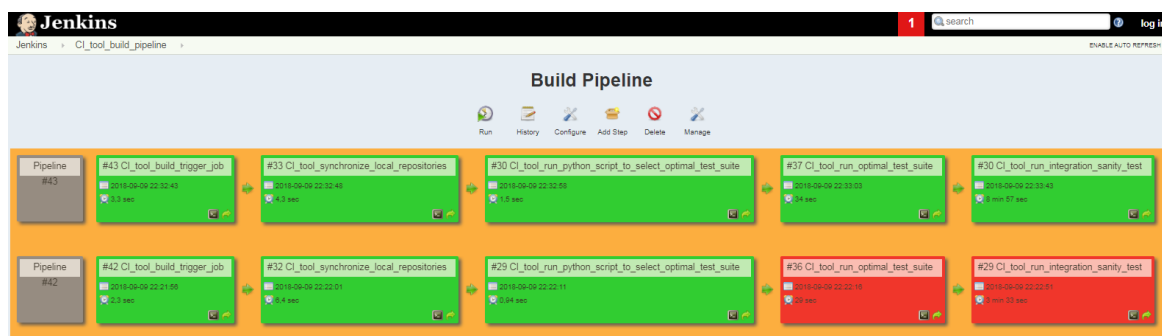 Jenkins
1
search
log in
Jenkins
CI_tool_build_pipeline
ENABLE AUTO REFRESH
Build Pipeline
Run
History
Configure
Add Step
Delete
Manage
Pipeline
#43
#43 CI_tool_build_trigger_job
2018-09-09 22:32:43
3,3 sec
#33 CI_tool_synchronize_local_repositories
2018-09-09 22:32:48
4,3 sec
#30 CI_tool_run_python_script_to_select_optimal_test_suite
2018-09-09 22:32:58
1,5 sec
#37 CI_tool_run_optimal_test_suite
2018-09-09 22:33:03
34 sec
#30 CI_tool_run_integration_sanity_test
2018-09-09 22:33:43
8 min 57 sec
Pipeline
#42
#42 CI_tool_build_trigger_job
2018-09-09 22:21:56
2,3 sec
#32 CI_tool_synchronize_local_repositories
2018-09-09 22:22:01
6,4 sec
#29 CI_tool_run_python_script_to_select_optimal_test_suite
2018-09-09 22:22:11
0,94 sec
#36 CI_tool_run_optimal_test_suite
2018-09-09 22:22:16
29 sec
#29 CI_tool_run_integration_sanity_test
2018-09-09 22:22:51
3 min 33 sec